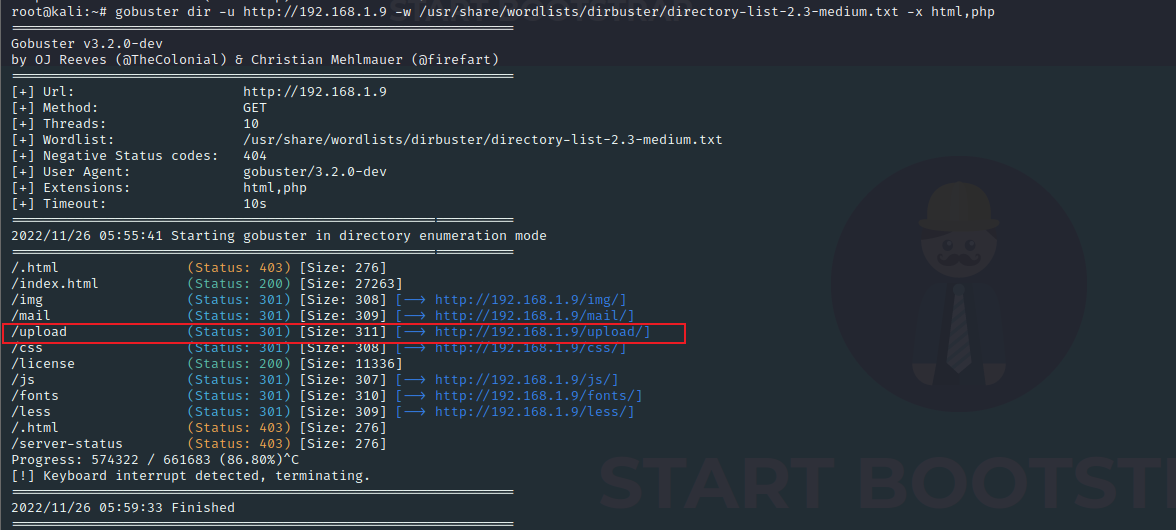 root@kali:~# gobuster dir -u http://192.168.1.9 -w /usr/share/wordlists/dirbuster/directory-list-2.3-medium.txt -x html,php
===============================================================
Gobuster v3.2.0-dev
by OJ Reeves (@TheColonial) & Christian Mehlmauer (@firefart)
===============================================================
[+] Url:                     http://192.168.1.9
[+] Method:                  GET
[+] Threads:                 10
[+] Wordlist:                /usr/share/wordlists/dirbuster/directory-list-2.3-medium.txt
[+] Negative Status codes:   404
[+] User Agent:              gobuster/3.2.0-dev
[+] Extensions:              html,php
[+] Timeout:                 10s
===============================================================
2022/11/26 05:55:41 Starting gobuster in directory enumeration mode
===============================================================
/.html                (Status: 403) [Size: 276]
/index.html           (Status: 200) [Size: 27263]
/img                  (Status: 301) [Size: 308] [--> http://192.168.1.9/img/]
/mail                 (Status: 301) [Size: 309] [--> http://192.168.1.9/mail/]
/upload               (Status: 301) [Size: 311] [--> http://192.168.1.9/upload/]
/css                  (Status: 301) [Size: 308] [--> http://192.168.1.9/css/]
/license              (Status: 200) [Size: 11336]
/js                   (Status: 301) [Size: 307] [--> http://192.168.1.9/js/]
/fonts                (Status: 301) [Size: 310] [--> http://192.168.1.9/fonts/]
/less                 (Status: 301) [Size: 309] [--> http://192.168.1.9/less/]
/.html                (Status: 403) [Size: 276]
/server-status        (Status: 403) [Size: 276]
Progress: 574322 / 661683 (86.80%)^C
[!] Keyboard interrupt detected, terminating.
===============================================================
2022/11/26 05:59:33 Finished
===============================================================
START BOOTST